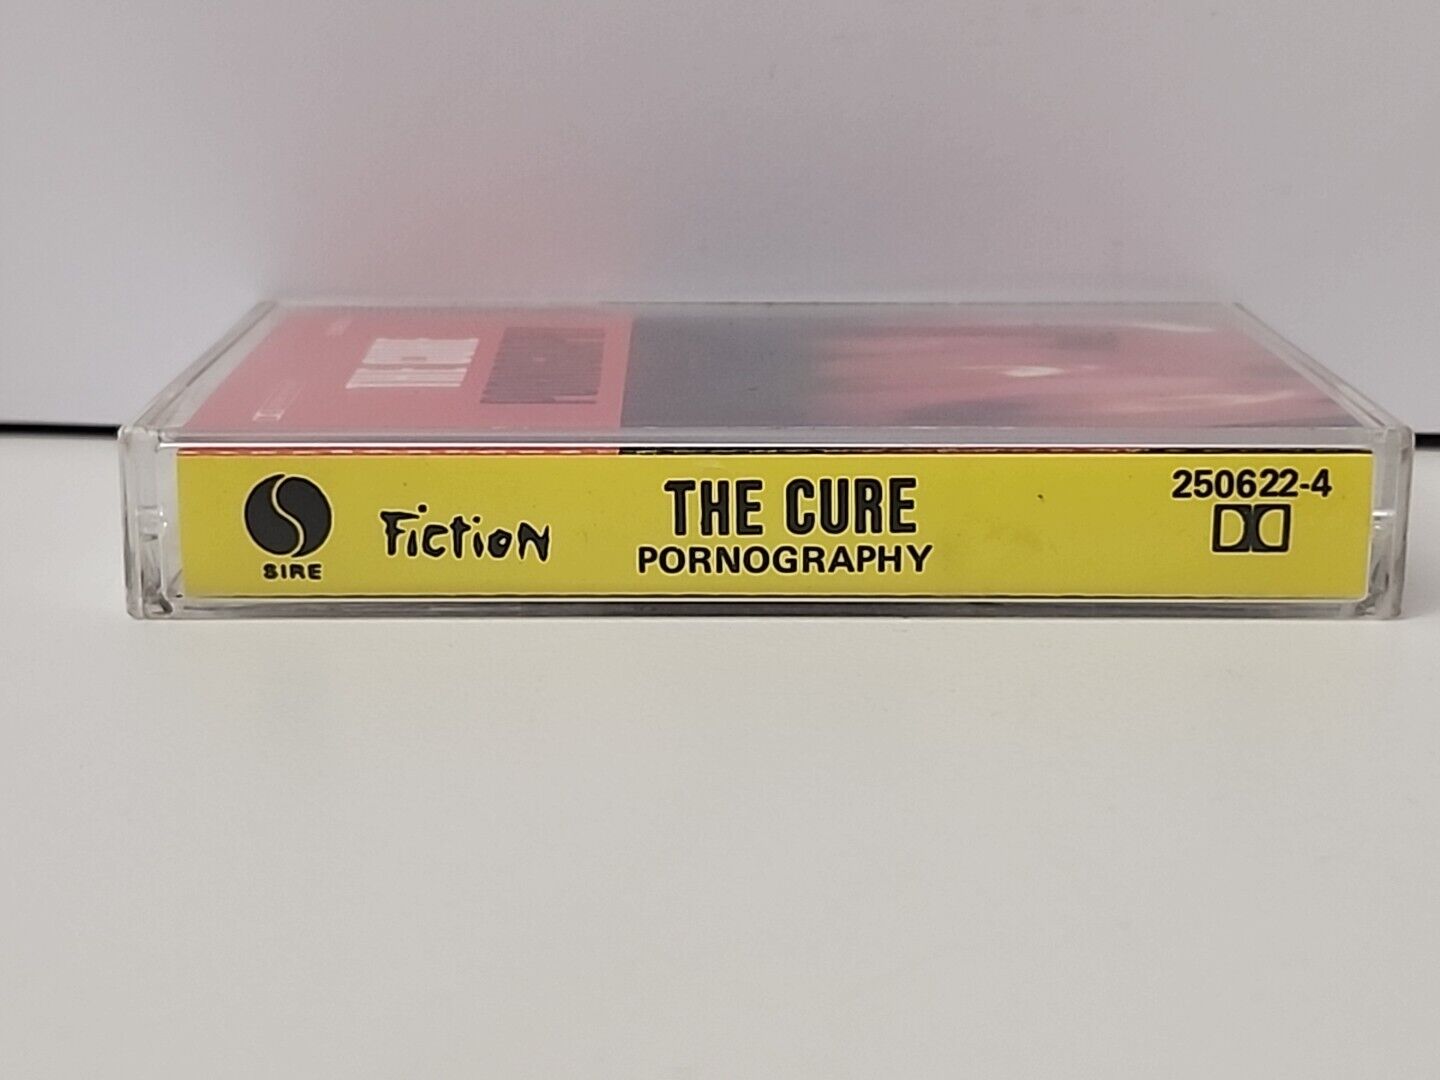 SIRE
Fiction
THE CURE
PORNOGRAPHY
250622-4